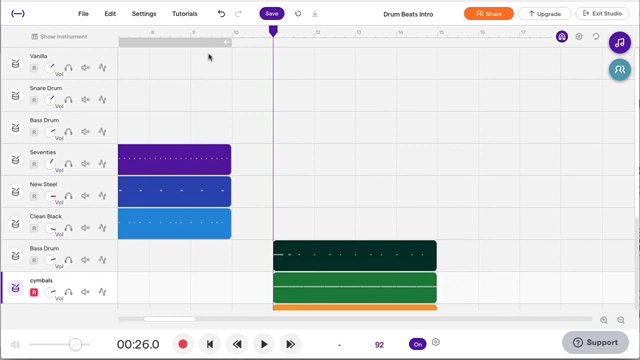 File Edit Settings Tutorials Save Drum Beats Intro Share Upgrade Exit Studio
Show Instrument 8 9 10 11 12 13 14 15 16 17
Vanilla
R Vol
Snare Drum
R Vol
Bass Drum
R Vol
Seventies
R Vol
New Steel
R Vol
Clean Black
R Vol
Bass Drum
R Vol
cymbals
R Vol
00:26.0 - 92 On Support